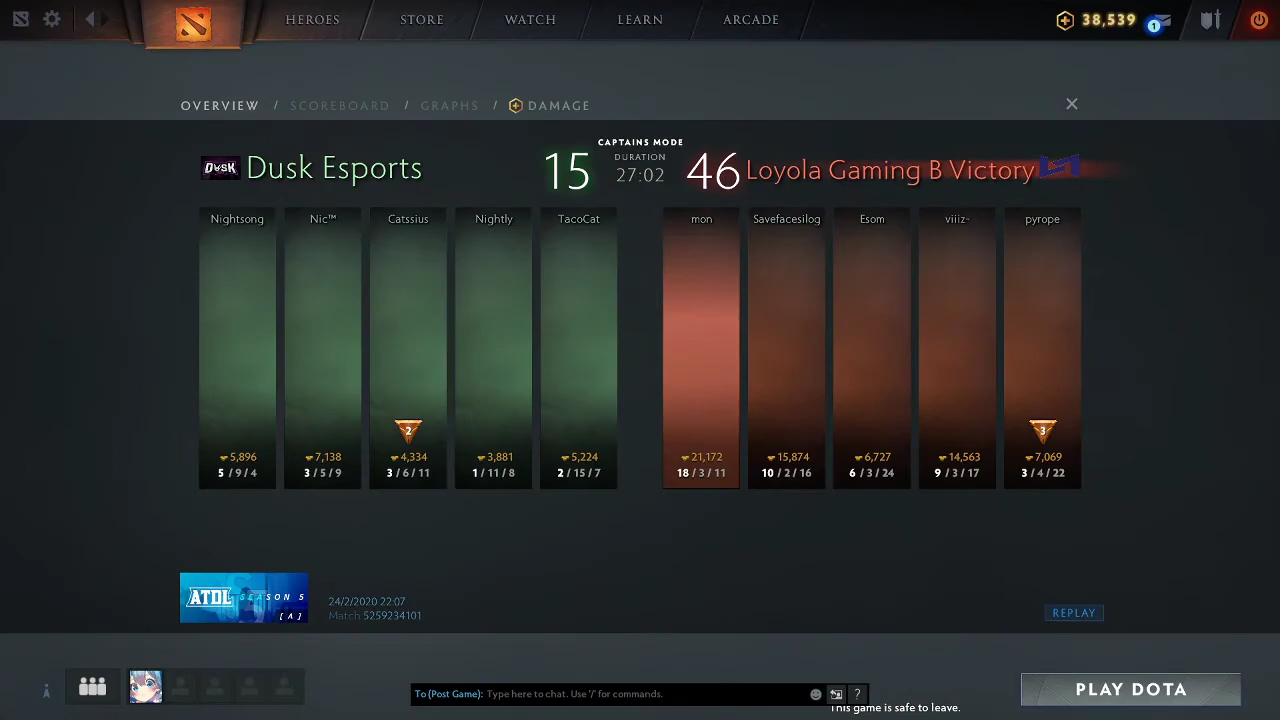 HEROES STORE WATCH LEARN ARCADE 38,539 1
OVERVIEW / SCOREBOARD / GRAPHS / DAMAGE
CAPTAINS MODE
DUSK Dusk Esports 15 DURATION 27:02 46 Loyola Gaming B Victory
Nightsong Nic™ Catssius Nightly TacoCat mon Savefacesilog Esom viiiz- pyrope
2 3
5,896 7,138 4,334 3,881 5,224 21,172 15,874 6,727 14,563 7,069
5 / 9 / 4 3 / 5 / 9 3 / 6 / 11 1 / 11 / 8 2 / 15 / 7 18 / 3 / 11 10 / 2 / 16 6 / 3 / 24 9 / 3 / 17 3 / 4 / 22
ATDL SEASON 5
[A]
24/2/2020 22:07
Match 5259234101
REPLAY
To (Post Game): Type here to chat. Use '/' for commands. ?
PLAY DOTA
This game is safe to leave.